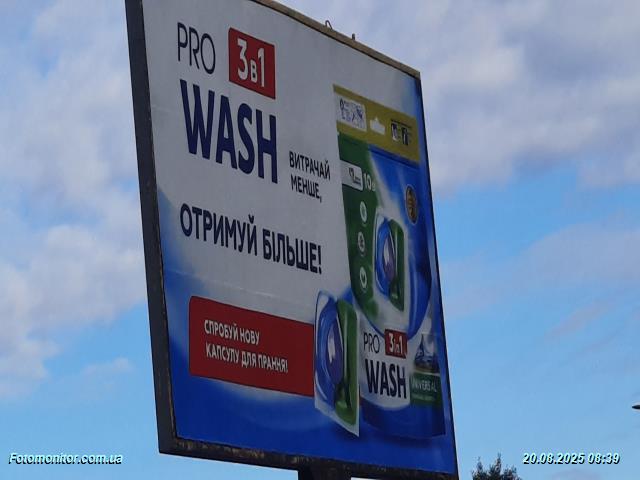 PRO 3в1
WASH
ВИТРАЧАЙ
МЕНШЕ,
ОТРИМУЙ БІЛЬШЕ!
СПРОБУЙ НОВУ
КАПСУЛУ ДЛЯ ПРАННЯ!
PRO 3in1
WASH
UNIVERSAL
Fotomonitor.com.ua
20.08.2025 08:39